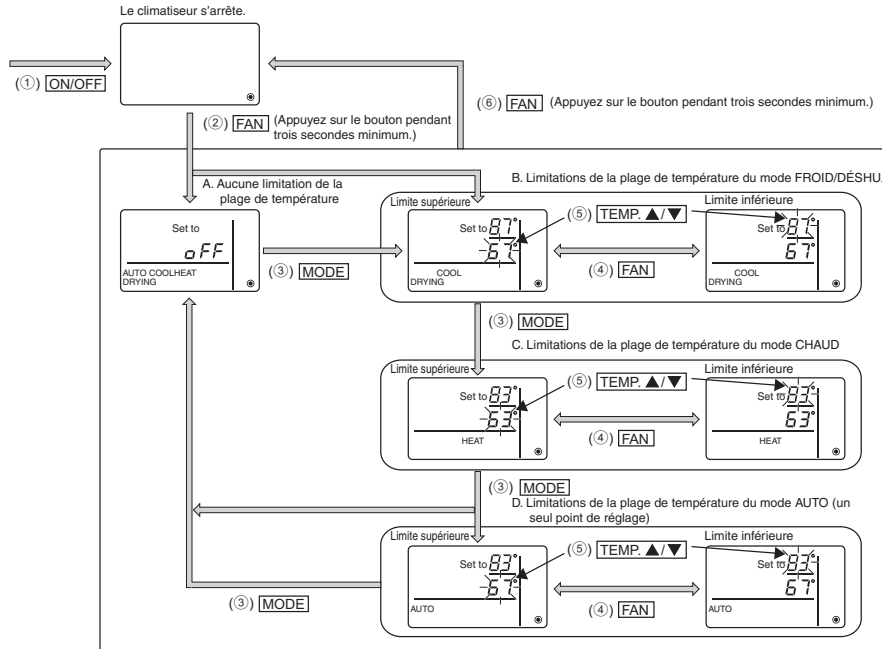 Le climatiseur s'arrête.
(①) ON/OFF
(②) FAN (Appuyez sur le bouton pendant
trois secondes minimum.)
(⑥) FAN (Appuyez sur le bouton pendant trois secondes minimum.)
A. Aucune limitation de la
plage de température
Set to
oFF
AUTO COOLHEAT
DRYING
(③) MODE
B. Limitations de la plage de température du mode FROID/DÉSHU.
Limite supérieure
Set to 87°
67°
COOL
DRYING
(⑤) TEMP. ▲/▼
(④) FAN
Limite inférieure
Set to 87°
67°
COOL
DRYING
(③) MODE
C. Limitations de la plage de température du mode CHAUD
Limite supérieure
Set to 83°
63°
HEAT
(⑤) TEMP. ▲/▼
(④) FAN
Limite inférieure
Set to 83°
63°
HEAT
(③) MODE
D. Limitations de la plage de température du mode AUTO (un
seul point de réglage)
Limite supérieure
Set to 83°
67°
AUTO
(⑤) TEMP. ▲/▼
(④) FAN
Limite inférieure
Set to 83°
67°
AUTO
(③) MODE